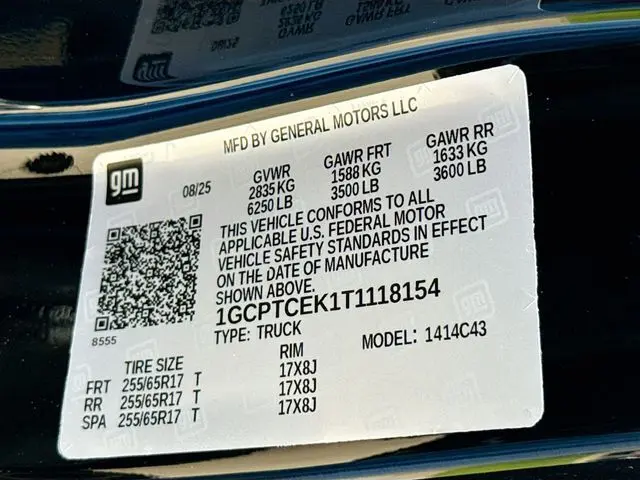 MFD BY GENERAL MOTORS LLC
gm
08/25
GVWR
2835 KG
6250 LB
GAWR FRT
1588 KG
3500 LB
GAWR RR
1633 KG
3600 LB
THIS VEHICLE CONFORMS TO ALL
APPLICABLE U.S. FEDERAL MOTOR
VEHICLE SAFETY STANDARDS IN EFFECT
ON THE DATE OF MANUFACTURE
SHOWN ABOVE.
1GCPTCEK1T1118154
8555
TYPE: TRUCK
MODEL: 1414C43
TIRE SIZE RIM
FRT 255/65R17 T 17X8J
RR 255/65R17 T 17X8J
SPA 255/65R17 T 17X8J